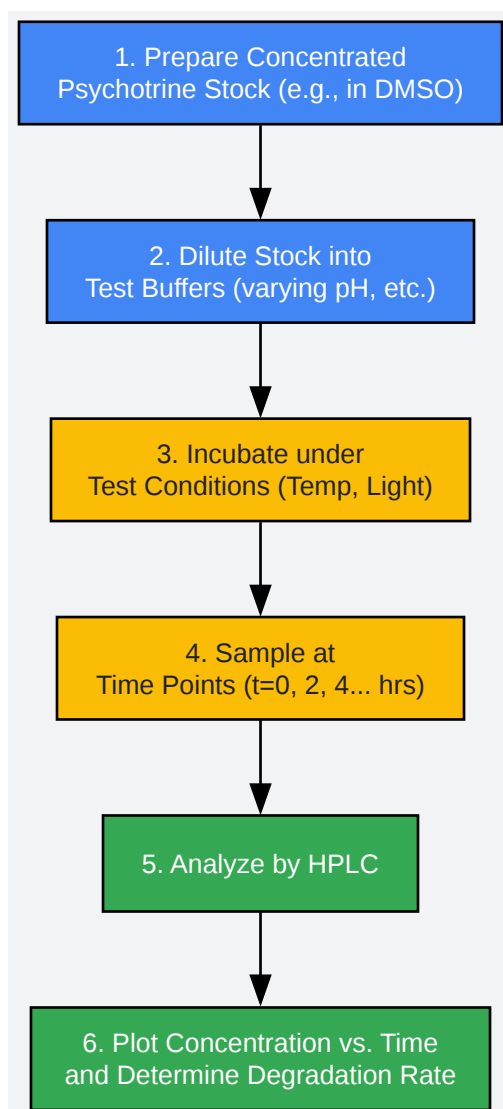 1. Prepare Concentrated
Psychotrine Stock (e.g., in DMSO)
2. Dilute Stock into
Test Buffers (varying pH, etc.)
3. Incubate under
Test Conditions (Temp, Light)
4. Sample at
Time Points (t=0, 2, 4... hrs)
5. Analyze by HPLC
6. Plot Concentration vs. Time
and Determine Degradation Rate